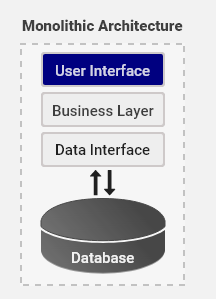 Monolithic Architecture
User Interface
Business Layer
Data Interface
Database